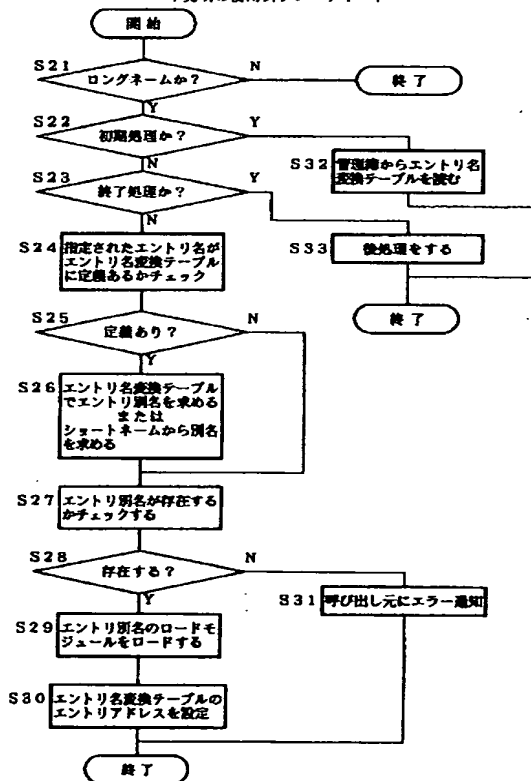 開始
S21
ロングネームか?
N
終了
Y
S22
初期処理か?
Y
N
S32
管理簿からエントリ名
変換テーブルを読む
S23
終了処理か?
Y
N
S33
後処理をする
終了
S24
指定されたエントリ名が
エントリ名変換テーブル
に定義あるかチェック
S25
定義あり?
N
Y
S26
エントリ名変換テーブル
でエントリ別名を求める
または
ショートネームから別名
を求める
S27
エントリ別名が存在する
かチェックする
S28
存在する?
N
Y
S31
呼び出し元にエラー通知
S29
エントリ別名のロードモ
ジュールをロードする
S30
エントリ名変換テーブルの
エントリアドレスを設定
終了